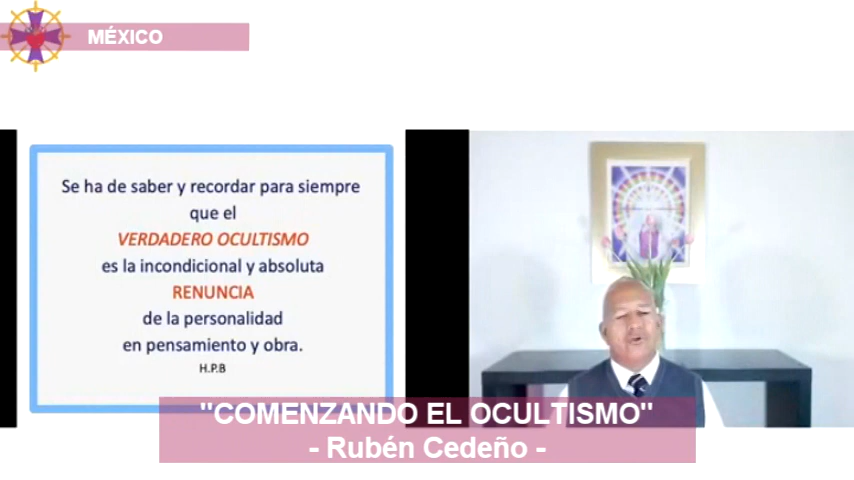 MÉXICO
Se ha de saber y recordar para siempre
que el
VERDADERO OCULTISMO
es la incondicional y absoluta
RENUNCIA
de la personalidad
en pensamiento y obra.
H.P.B
"COMENZANDO EL OCULTISMO"
- Rubén Cedeño -